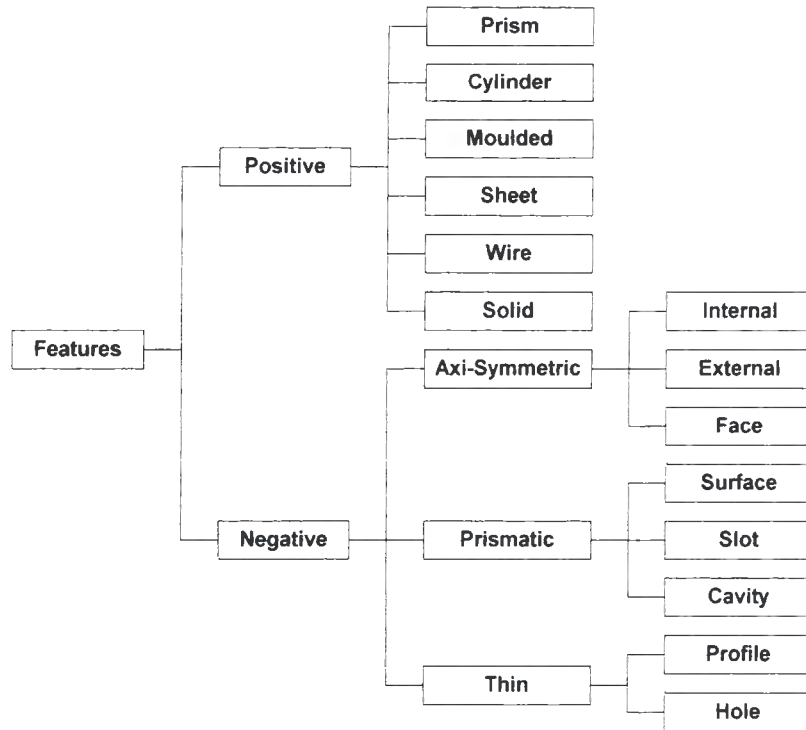 Prism
Cylinder
Moulded
Positive
Sheet
Wire
Solid
Internal
Features
Axi-Symmetric
External
Face
Surface
Negative
Prismatic
Slot
Cavity
Profile
Thin
Hole